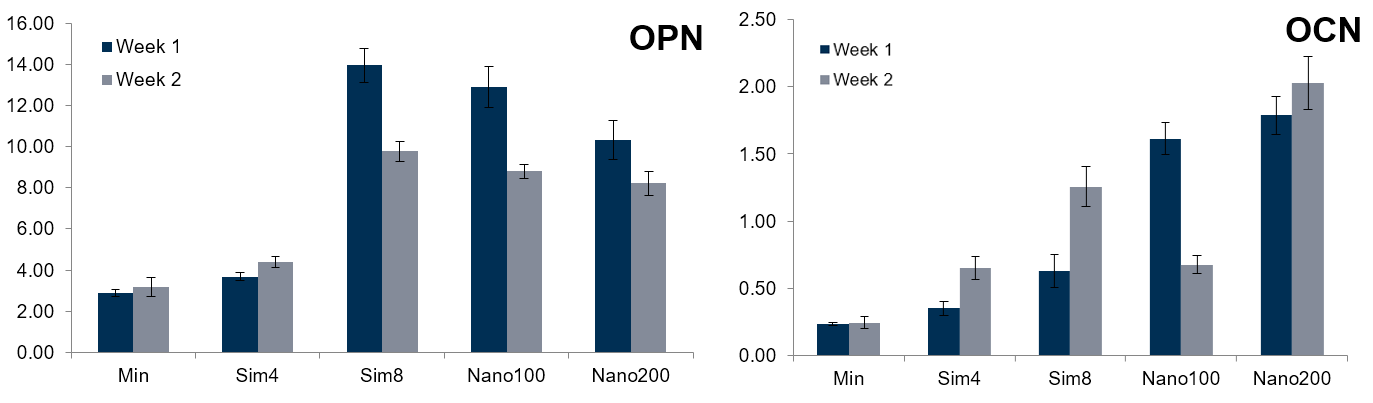 OPN
Week 1
Week 2
16.00
14.00
12.00
10.00
8.00
6.00
4.00
2.00
0.00
Min Sim4 Sim8 Nano100 Nano200
OCN
Week 1
Week 2
2.50
2.00
1.50
1.00
0.50
0.00
Min Sim4 Sim8 Nano100 Nano200